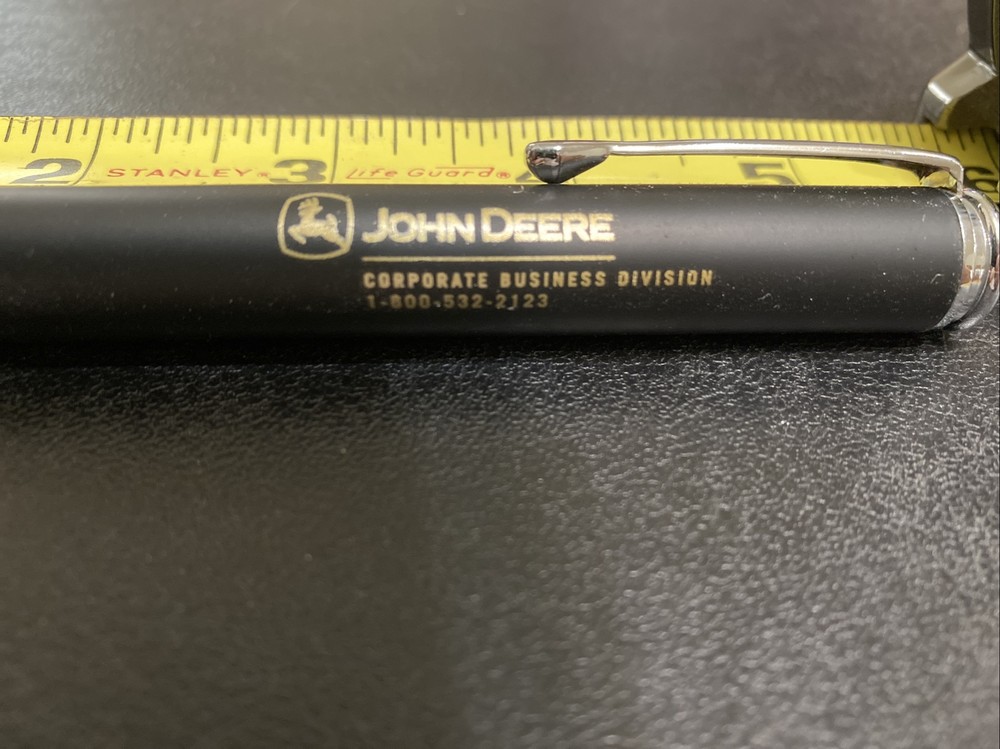 2 STANLEY® 3 Life Guard® 5
JOHN DEERE
CORPORATE BUSINESS DIVISION
1-800-532-2123